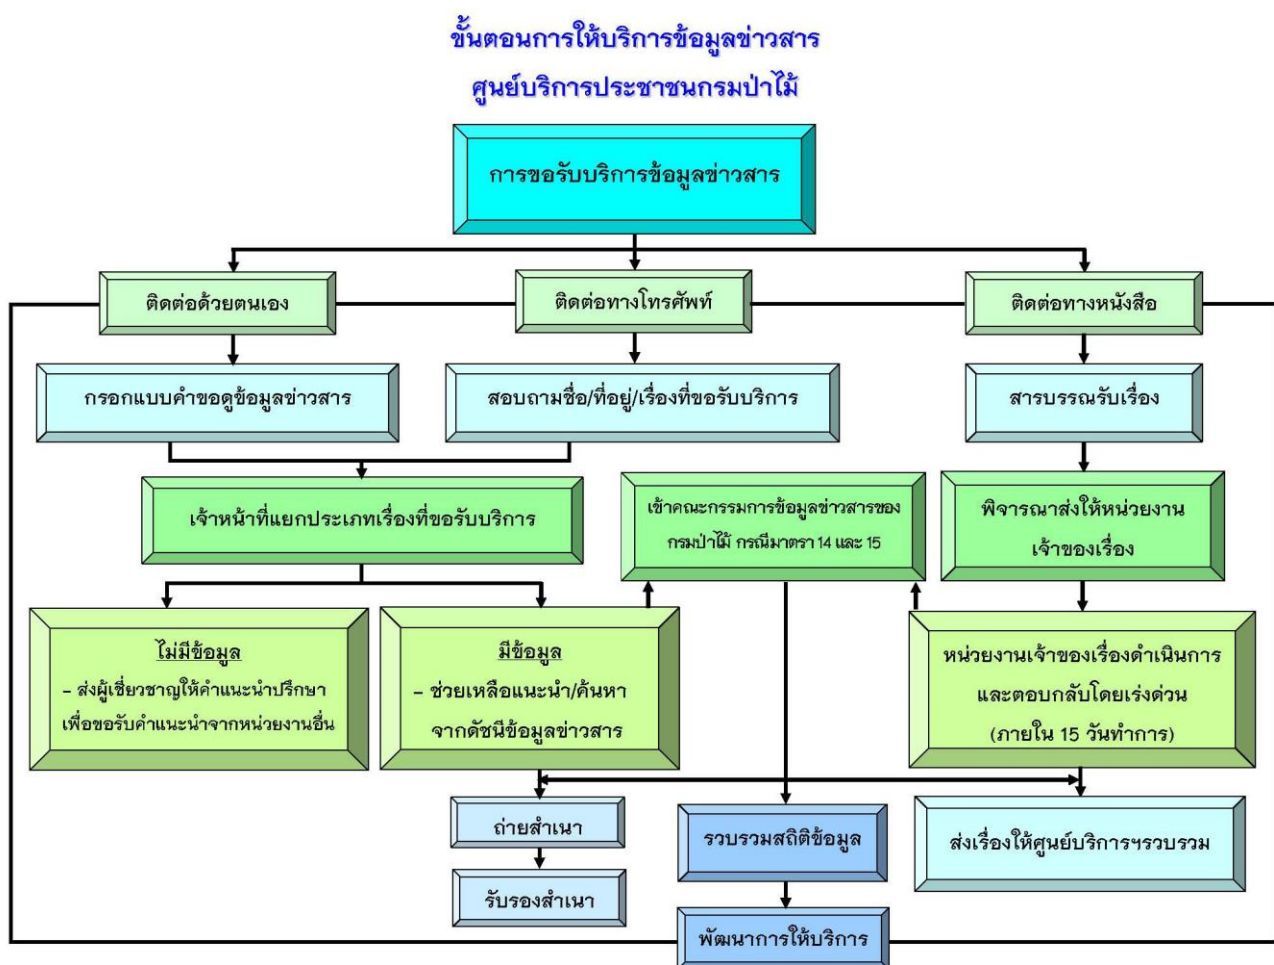 ขั้นตอนการให้บริการข้อมูลข่าวสาร
ศูนย์บริการประชาชนกรมป่าไม้
การขอรับบริการข้อมูลข่าวสาร
ติดต่อด้วยตนเอง
ติดต่อทางโทรศัพท์
ติดต่อทางหนังสือ
กรอกแบบคำขอดูข้อมูลข่าวสาร
สอบถามชื่อ/ที่อยู่/เรื่องที่ขอรับบริการ
สารบรรณรับเรื่อง
เจ้าหน้าที่แยกประเภทเรื่องที่ขอรับบริการ
เข้าคณะกรรมการข้อมูลข่าวสารของ
กรมป่าไม้ กรณีมาตรา 14 และ 15
พิจารณาส่งให้หน่วยงาน
เจ้าของเรื่อง
ไม่มีข้อมูล
– ส่งผู้เชี่ยวชาญให้คำแนะนำปรึกษา
เพื่อขอรับคำแนะนำจากหน่วยงานอื่น
มีข้อมูล
– ช่วยเหลือแนะนำ/ค้นหา
จากดัชนีข้อมูลข่าวสาร
หน่วยงานเจ้าของเรื่องดำเนินการ
และตอบกลับโดยเร่งด่วน
(ภายใน 15 วันทำการ)
ถ่ายสำเนา
รวบรวมสถิติข้อมูล
ส่งเรื่องให้ศูนย์บริการฯรวบรวม
รับรองสำเนา
พัฒนาการให้บริการ